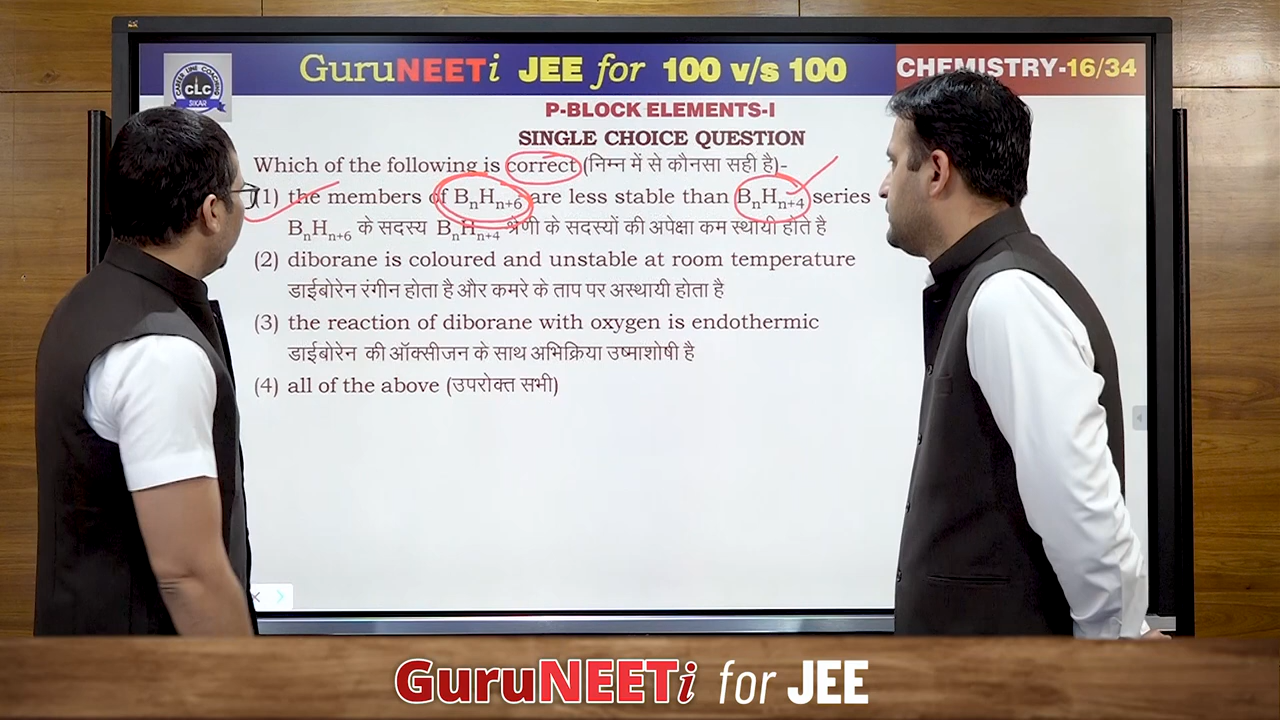 GuruNEETi JEE for 100 v/s 100
CHEMISTRY-16/34
CAREER LINE COACHING
CLC
SIKAR
P-BLOCK ELEMENTS-I
SINGLE CHOICE QUESTION
Which of the following is correct (निम्न में से कौनसा सही है)-
(1) the members of BnHn+6 are less stable than BnHn+4 series
BnHn+6 के सदस्य BnHn+4 श्रेणी के सदस्यों की अपेक्षा कम स्थायी होते है
(2) diborane is coloured and unstable at room temperature
डाईबोरेन रंगीन होता है और कमरे के ताप पर अस्थायी होता है
(3) the reaction of diborane with oxygen is endothermic
डाईबोरेन की ऑक्सीजन के साथ अभिक्रिया उष्माशोषी है
(4) all of the above (उपरोक्त सभी)
GuruNEETi for JEE